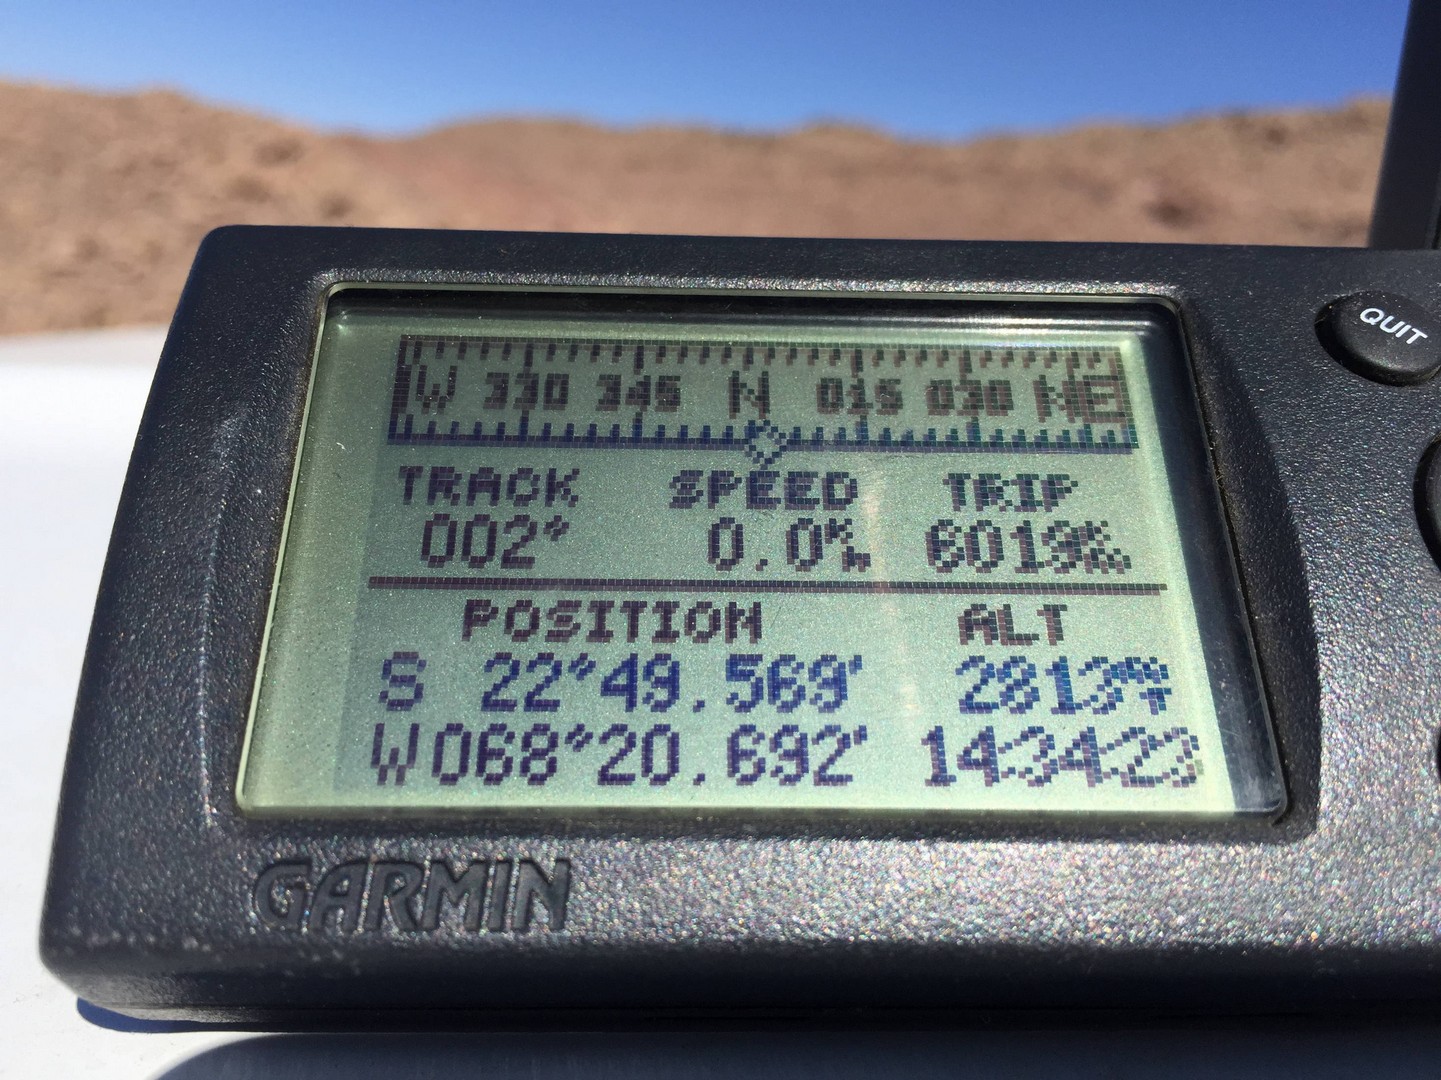 QUIT
W 330 345 N 015 030 NE
TRACK SPEED TRIP
002° 0.0 6019
POSITION ALT
S 22°49.569' 2813
W068°20.692' 14:34:23
GARMIN